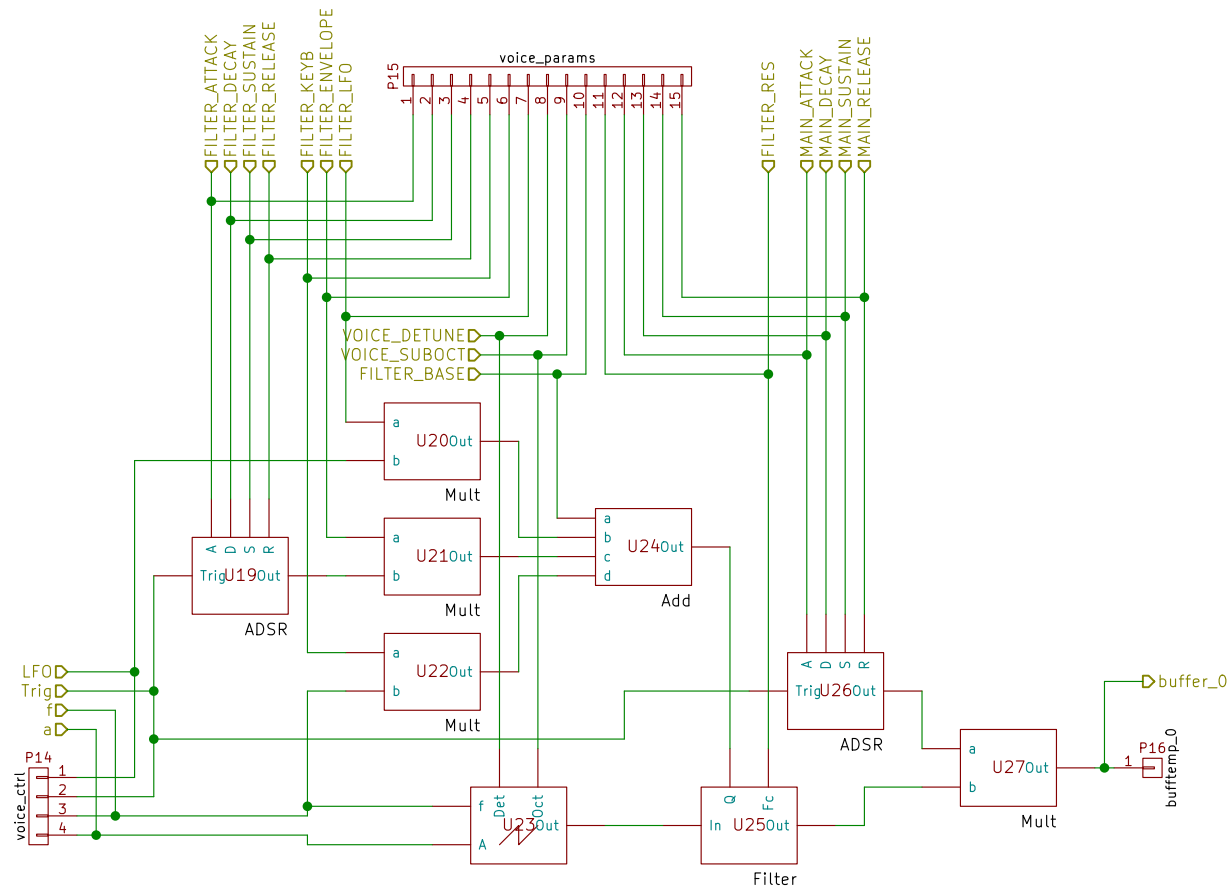 FILTER_ATTACK
FILTER_DECAY
FILTER_SUSTAIN
FILTER_RELEASE
FILTER_KEYB
FILTER_ENVELOPE
FILTER_LFO
voice_params
P15
1 2 3 4 5 6 7 8 9 10 11 12 13 14 15
FILTER_RES
MAIN_ATTACK
MAIN_DECAY
MAIN_SUSTAIN
MAIN_RELEASE
VOICE_DETUNE
VOICE_SUBOCT
FILTER_BASE
a
b
U20
Out
Mult
A D S R
Trig
U19
Out
ADSR
a
b
U21
Out
Mult
a
b
c
d
U24
Out
Add
a
b
U22
Out
Mult
LFO
Trig
f
a
P14
voice_ctrl
1
2
3
4
A D S R
Trig
U26
Out
ADSR
buffer_0
a
b
U27
Out
Mult
P16
1
bufftemp_0
Det
Oct
f
A
U23
Out
Q
Fc
In
U25
Out
Filter